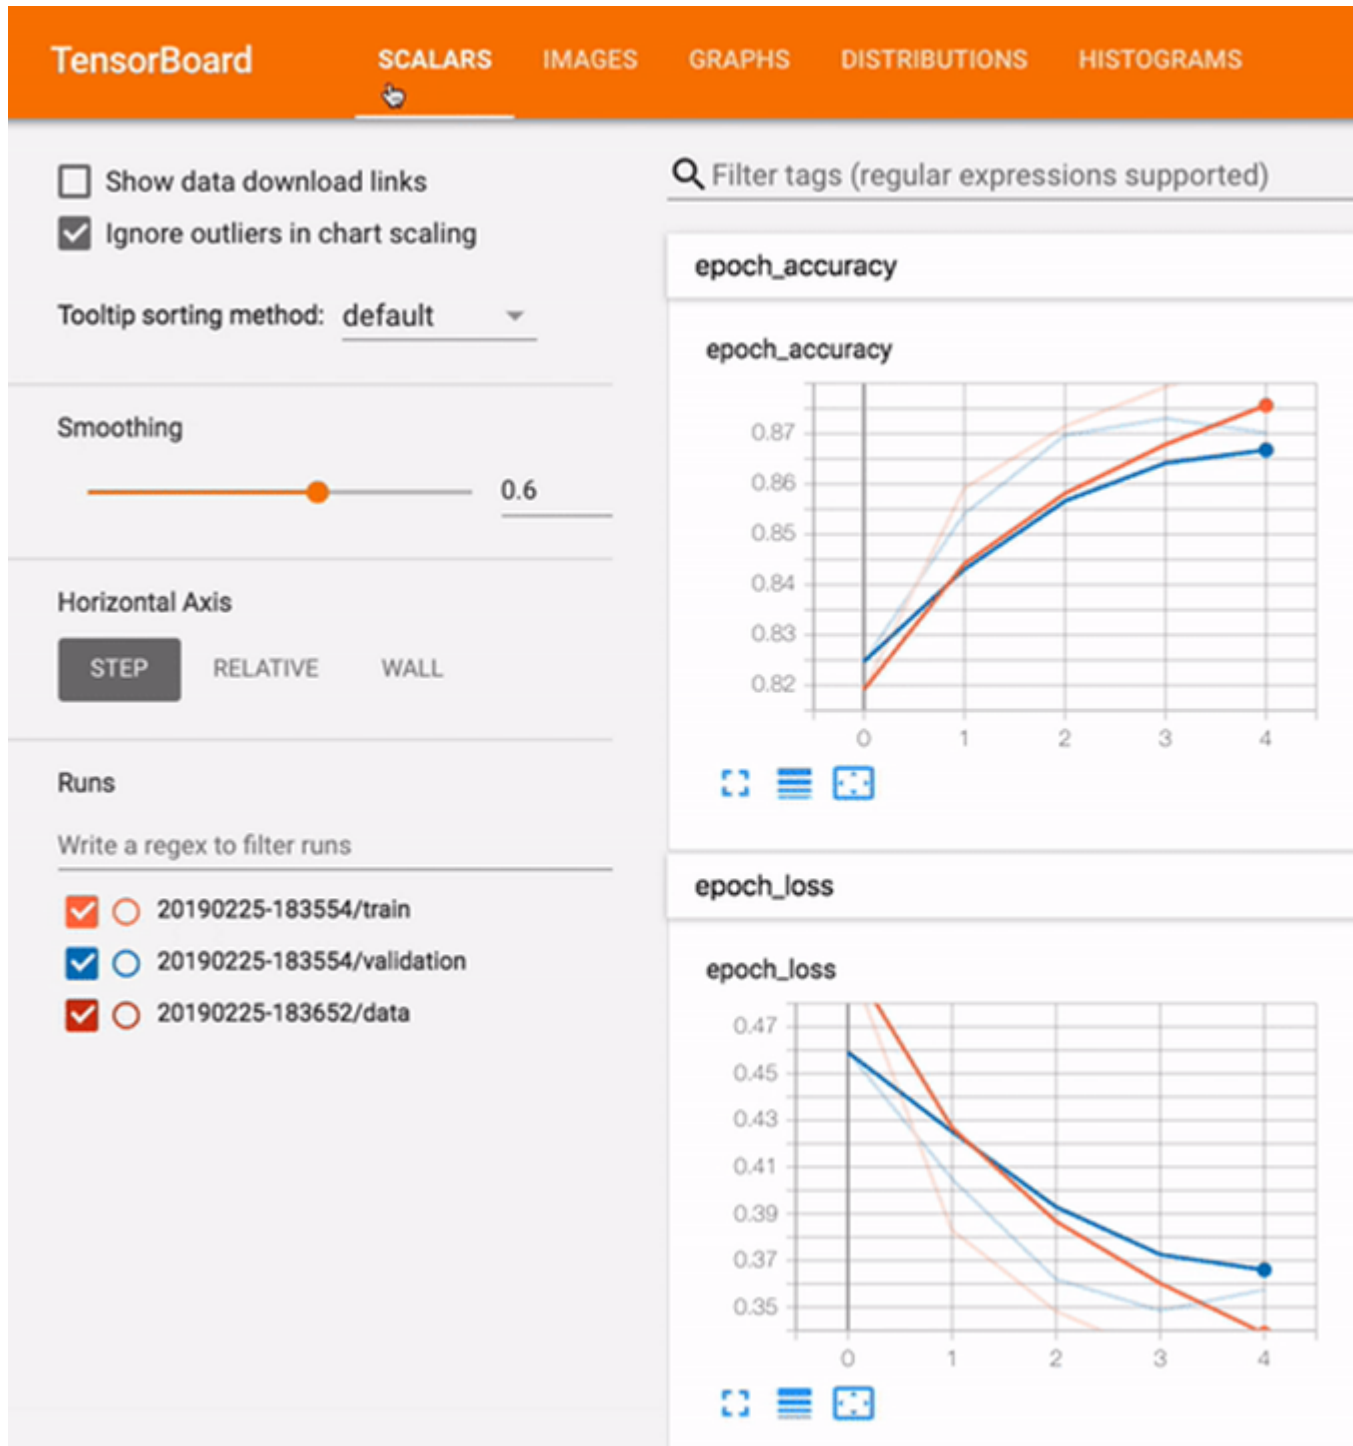 TensorBoard SCALARS IMAGES GRAPHS DISTRIBUTIONS HISTOGRAMS
Show data download links
Ignore outliers in chart scaling
Tooltip sorting method: default
Smoothing
0.6
Horizontal Axis
STEP RELATIVE WALL
Runs
Write a regex to filter runs
20190225-183554/train
20190225-183554/validation
20190225-183652/data
Filter tags (regular expressions supported)
epoch_accuracy
epoch_accuracy
0.87
0.86
0.85
0.84
0.83
0.82
0 1 2 3 4
epoch_loss
epoch_loss
0.47
0.45
0.43
0.41
0.39
0.37
0.35
0 1 2 3 4